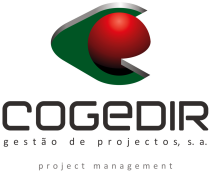 COGEDIR
gestão de projectos, s.a.
project management